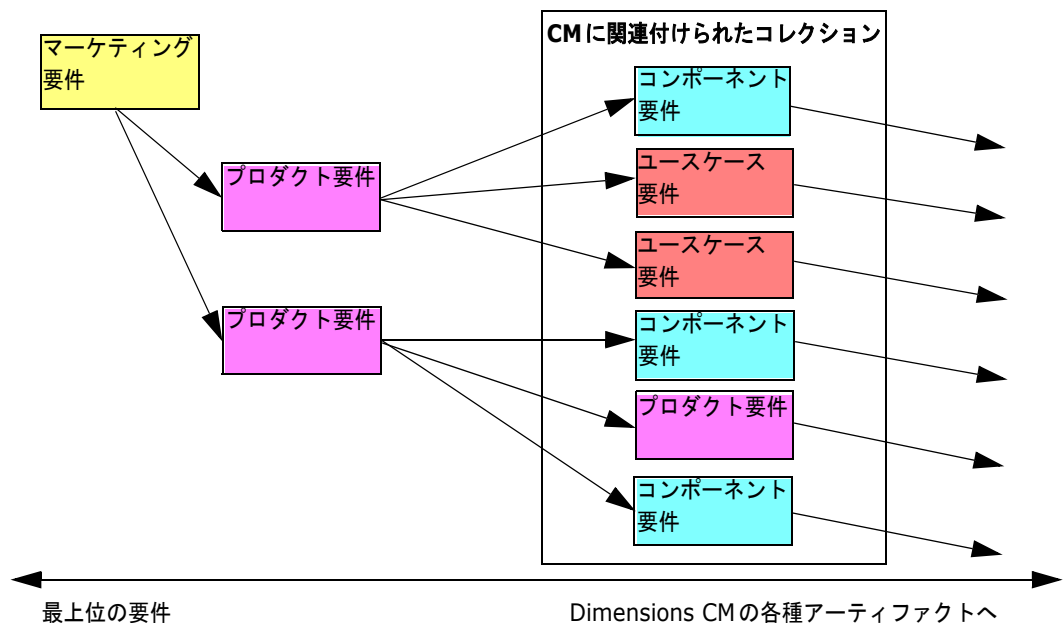 CMに関連付けられたコレクション
マーケティング
要件
プロダクト要件
プロダクト要件
コンポーネント
要件
ユースケース
要件
ユースケース
要件
コンポーネント
要件
プロダクト要件
コンポーネント
要件
最上位の要件
Dimensions CMの各種アーティファクトへ